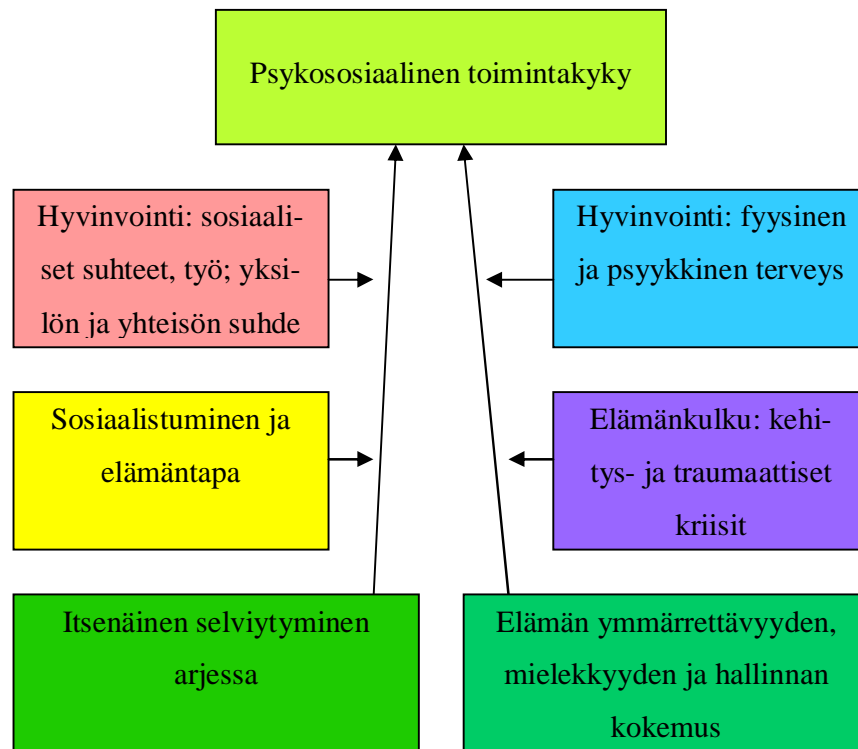 Psykososiaalinen toimintakyky
Hyvinvointi: sosiaali-
set suhteet, työ; yksi-
lön ja yhteisön suhde
Hyvinvointi: fyysinen
ja psyykkinen terveys
Sosiaalistuminen ja
elämäntapa
Elämänkulku: kehi-
tys- ja traumaattiset
kriisit
Itsenäinen selviytyminen
arjessa
Elämän ymmärrettävyyden,
mielekkyyden ja hallinnan
kokemus